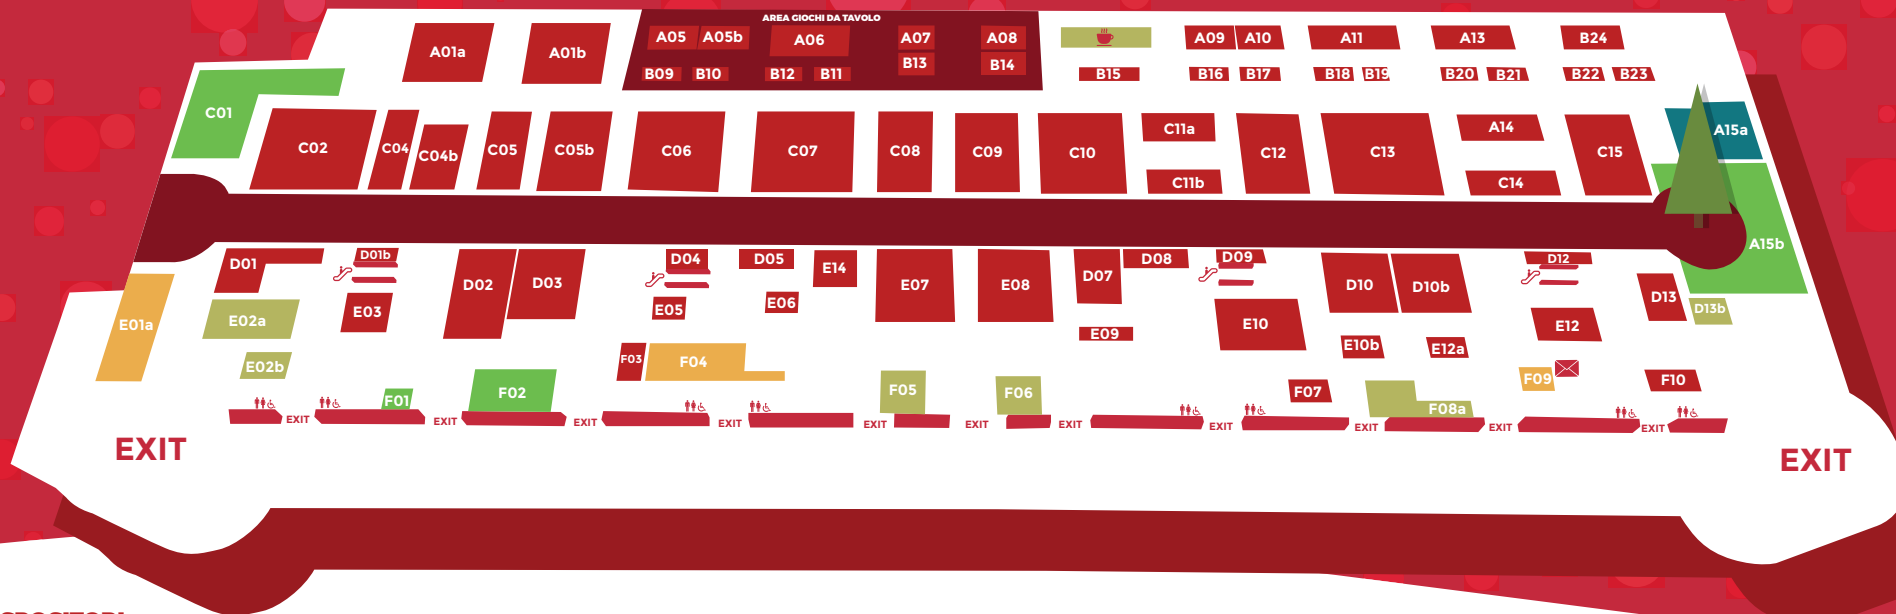 AREA GIOCHI DA TAVOLO
A01a A01b A05 A05b A06 A07 A08 A09 A10 A11 A13 B24
B09 B10 B12 B11 B13 B14 B15 B16 B17 B18 B19 B20 B21 B22 B23
C01 C02 C04 C04b C05 C05b C06 C07 C08 C09 C10 C11a C12 C13 A14 C15 A15a
C11b C14
A15b
D01 D01b D02 D03 D04 D05 E14 E07 E08 D07 D08 D09 D10 D10b D12 D13 D13b
E01a E02a E03 E05 E06 E09 E10 E12
E02b F03 F04 E10b E12a F09 F10
F01 F02 F05 F06 F07 F08a
EXIT EXIT EXIT EXIT EXIT EXIT EXIT EXIT EXIT EXIT EXIT
EXIT EXIT